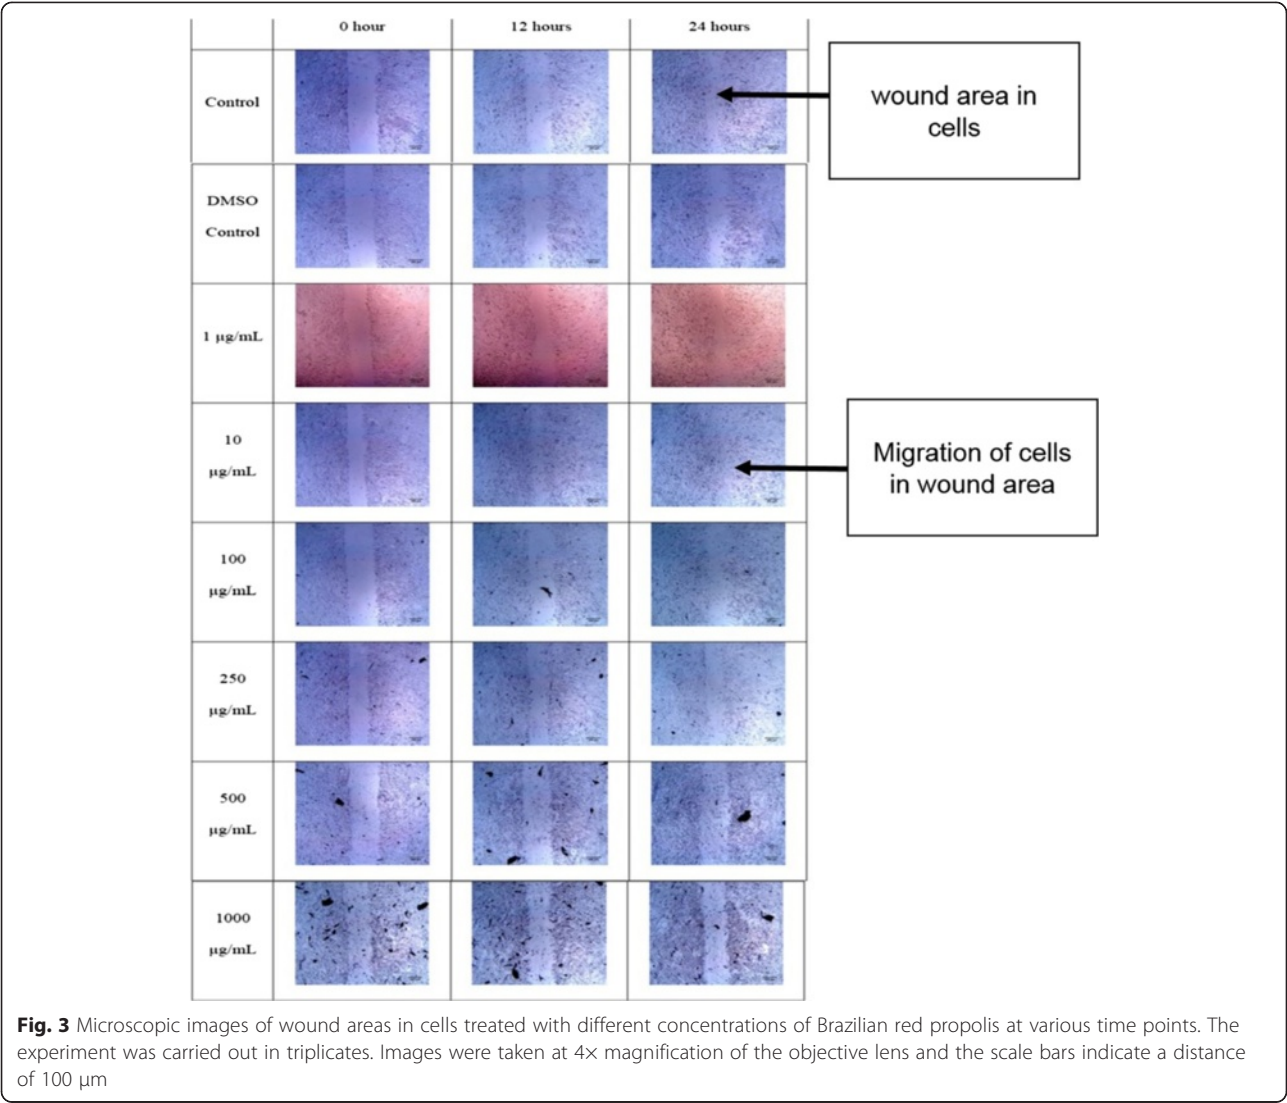 0 hour 12 hours 24 hours
Control
wound area in
cells
DMSO
Control
1 µg/mL
10
µg/mL
Migration of cells
in wound area
100
µg/mL
250
µg/mL
500
µg/mL
1000
µg/mL
Fig. 3 Microscopic images of wound areas in cells treated with different concentrations of Brazilian red propolis at various time points. The
experiment was carried out in triplicates. Images were taken at 4× magnification of the objective lens and the scale bars indicate a distance
of 100 µm